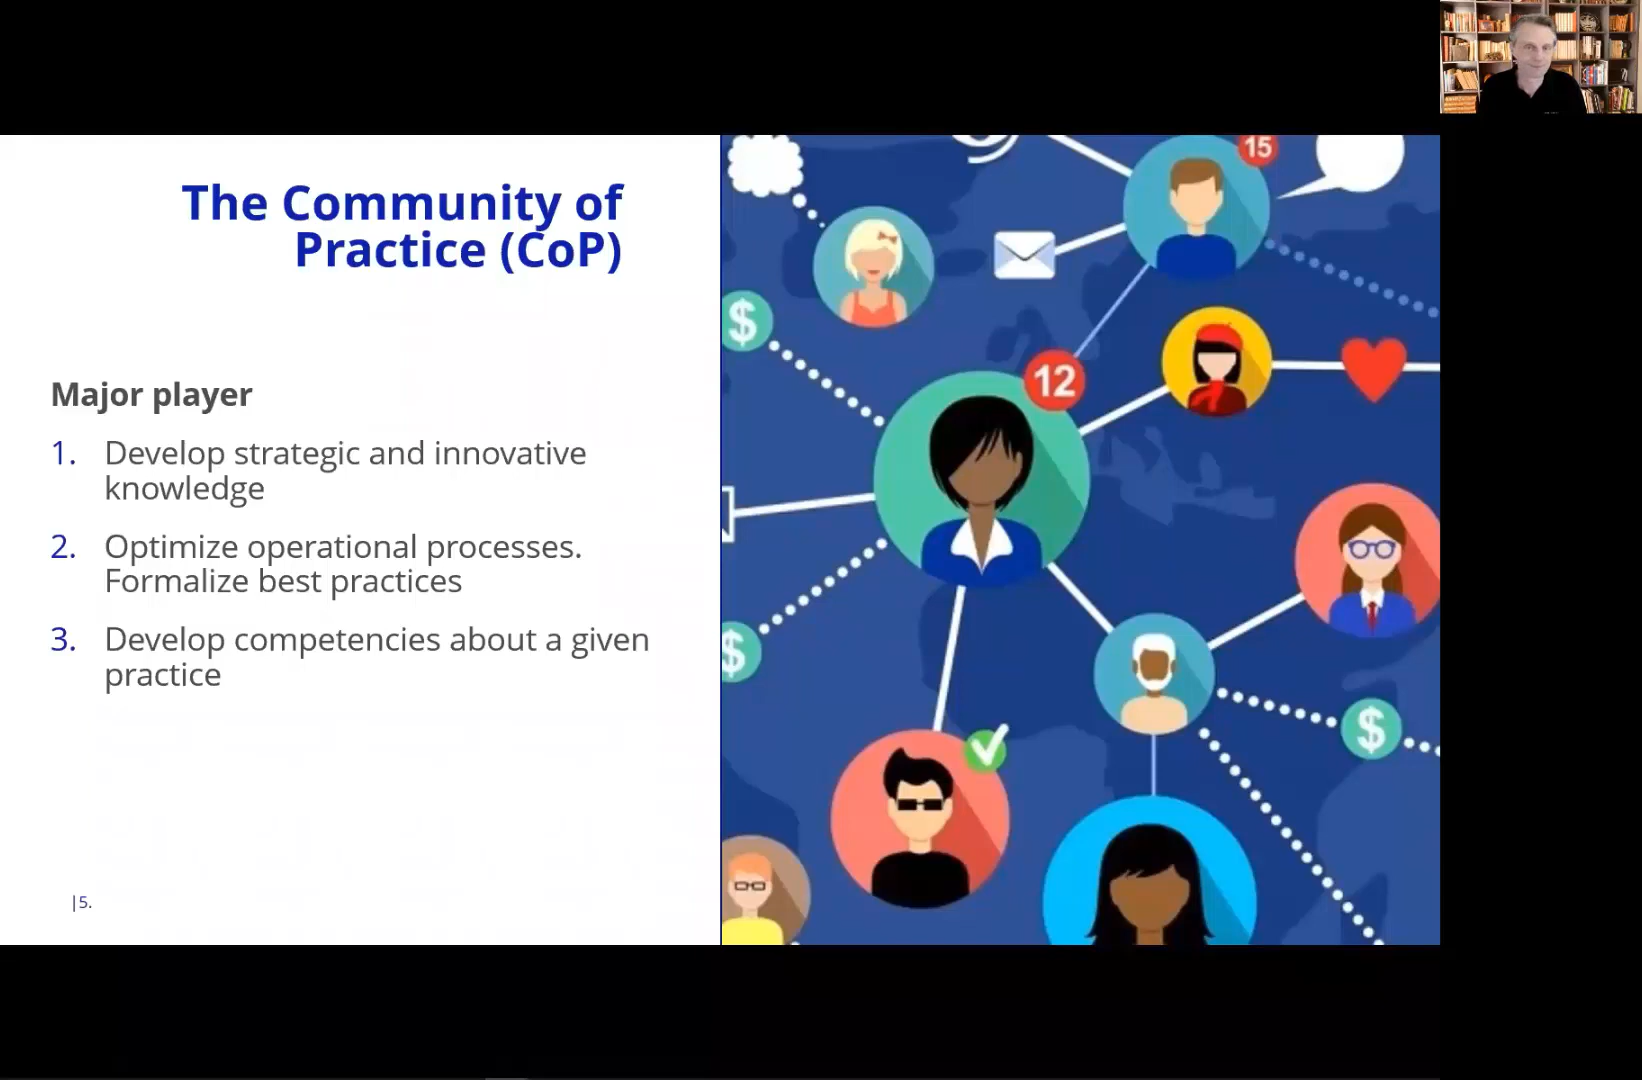 The Community of
Practice (CoP)
Major player
1. Develop strategic and innovative
knowledge
2. Optimize operational processes.
Formalize best practices
3. Develop competencies about a given
practice
|5.
15
$
12
$
$